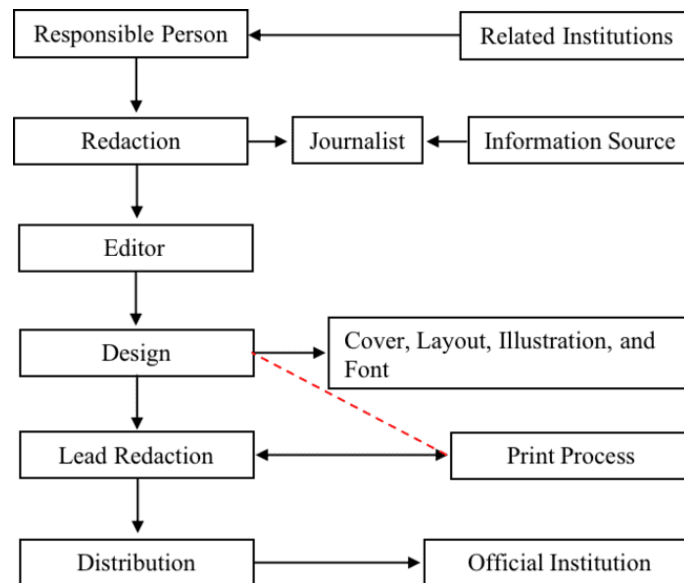 Responsible Person
Related Institutions
Redaction
Journalist
Information Source
Editor
Design
Cover, Layout, Illustration, and
Font
Lead Redaction
Print Process
Distribution
Official Institution